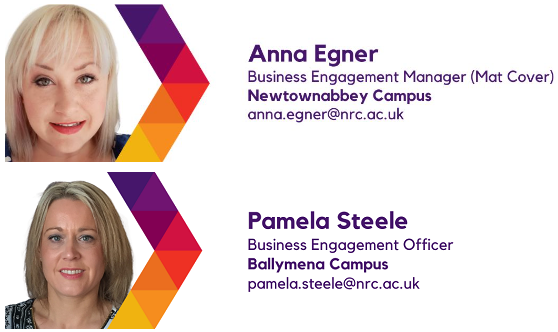 Anna Egner
Business Engagement Manager (Mat Cover)
Newtownabbey Campus
anna.egner@nrc.ac.uk
Pamela Steele
Business Engagement Officer
Ballymena Campus
pamela.steele@nrc.ac.uk